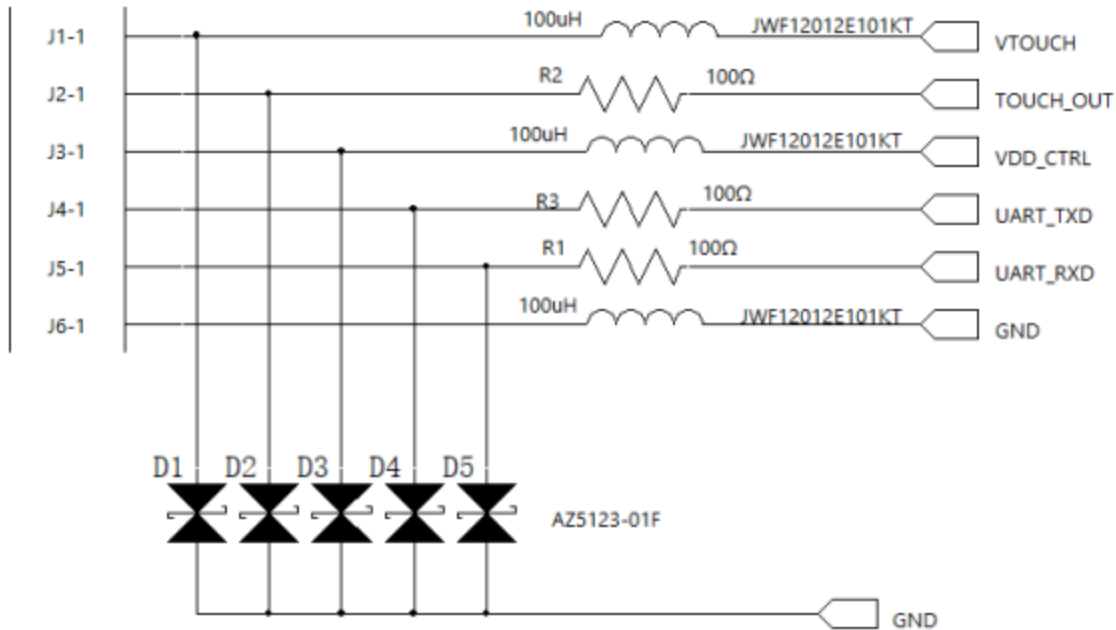 J1-1 100uH JWF12012E101KT VTOUCH
J2-1 R2 100Ω TOUCH_OUT
J3-1 100uH JWF12012E101KT VDD_CTRL
J4-1 R3 100Ω UART_TXD
J5-1 R1 100Ω UART_RXD
J6-1 100uH JWF12012E101KT GND
D1 D2 D3 D4 D5
AZ5123-01F
GND